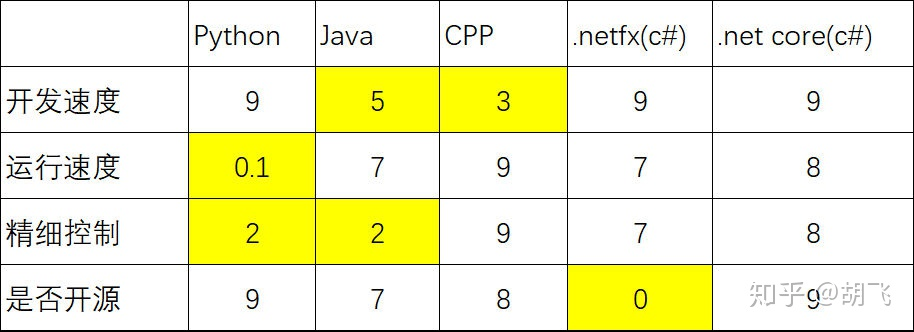 Python Java CPP .netfx(c#) .net core(c#)
开发速度 9 5 3 9 9
运行速度 0.1 7 9 7 8
精细控制 2 2 9 7 8
是否开源 9 7 8 0 9
知乎 @胡飞